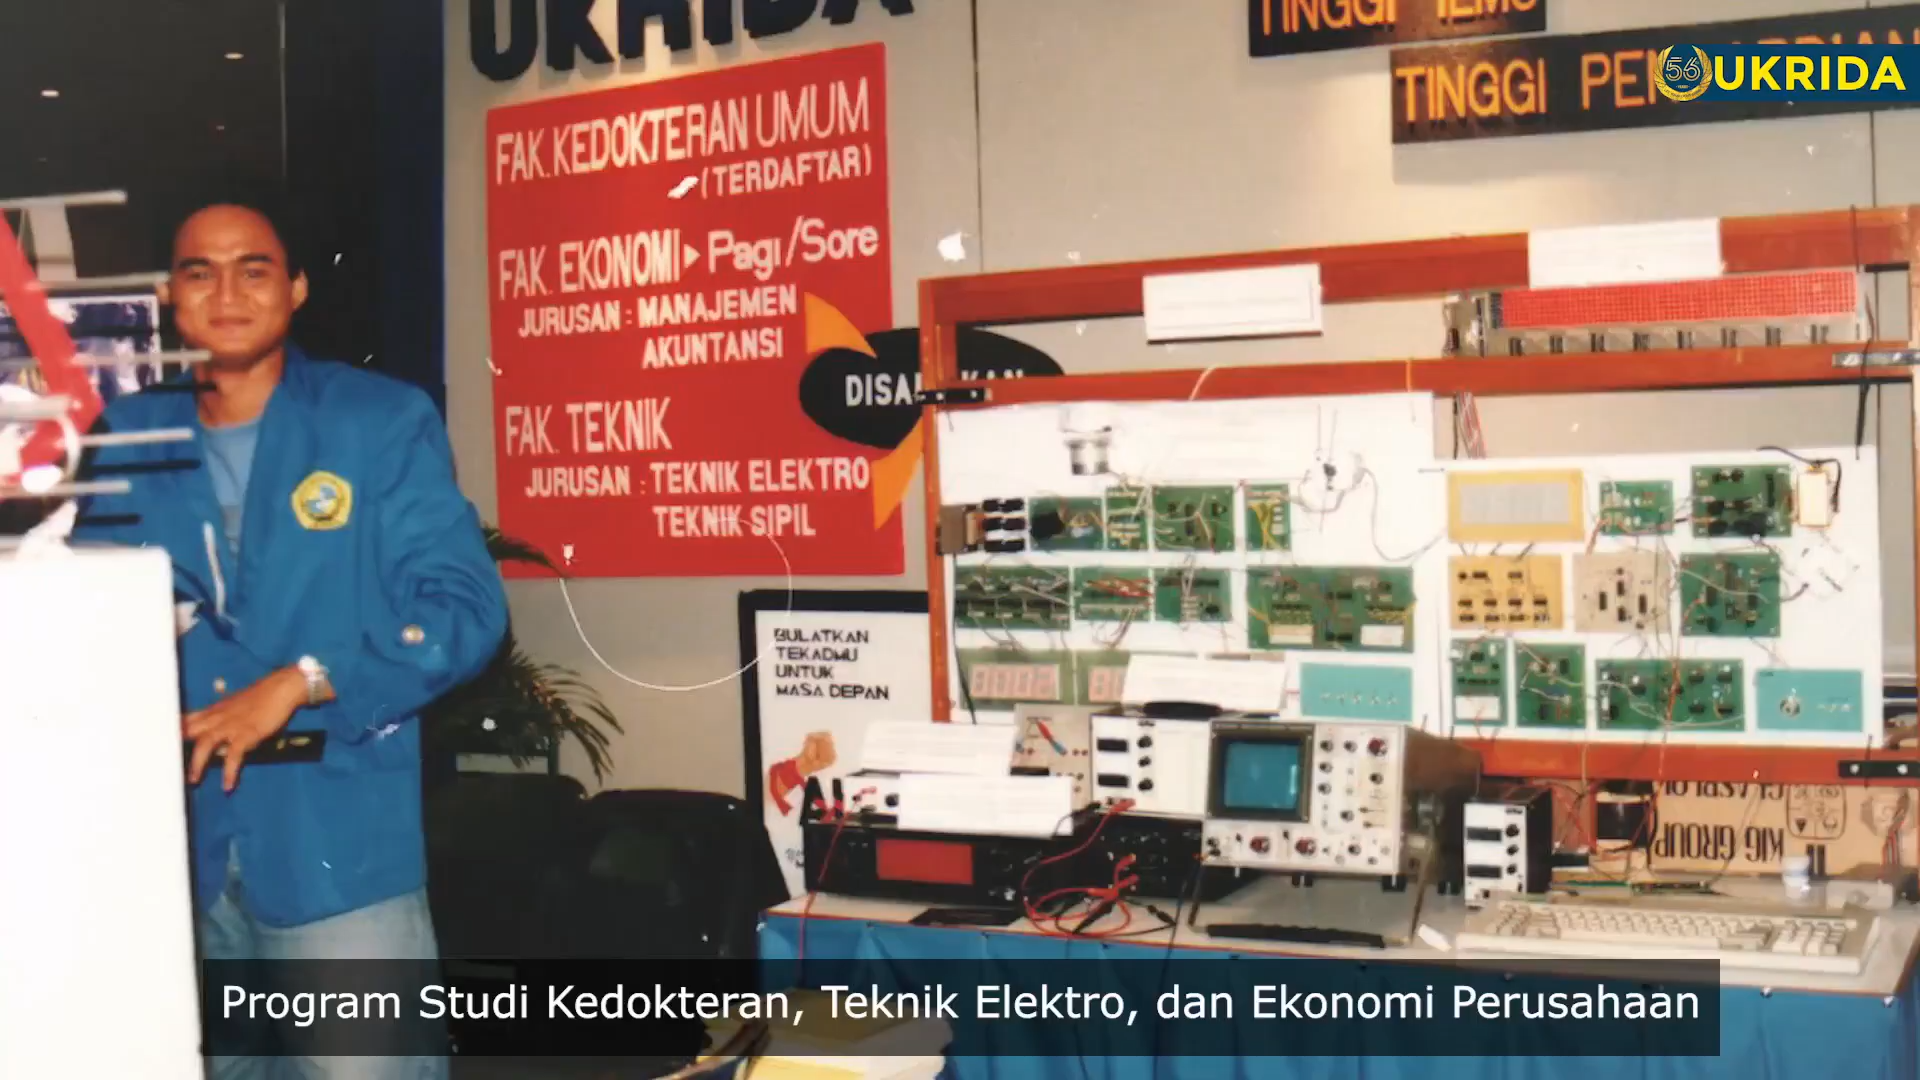 UKRIDA
TINGGI ILMU
TINGGI
56
UKRIDA
FAK. KEDOKTERAN UMUM
(TERDAFTAR)
FAK. EKONOMI Pagi/Sore
JURUSAN : MANAJEMEN
AKUNTANSI
FAK. TEKNIK
JURUSAN : TEKNIK ELEKTRO
TEKNIK SIPIL
BULATKAN
TEKADMU
UNTUK
MASA DEPAN
KIG GROUP
Program Studi Kedokteran, Teknik Elektro, dan Ekonomi Perusahaan